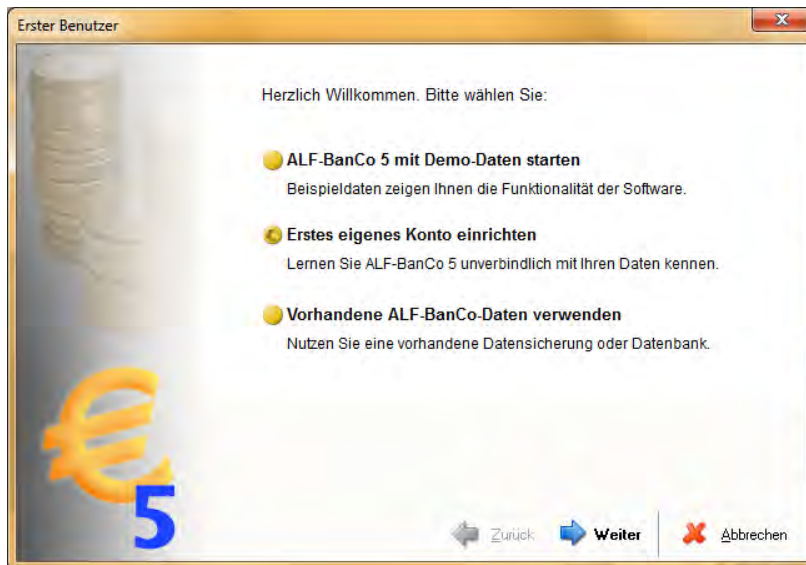 Erster Benutzer
Herzlich Willkommen. Bitte wählen Sie:
ALF-BanCo 5 mit Demo-Daten starten
Beispieldaten zeigen Ihnen die Funktionalität der Software.
Erstes eigenes Konto einrichten
Lernen Sie ALF-BanCo 5 unverbindlich mit Ihren Daten kennen.
Vorhandene ALF-BanCo-Daten verwenden
Nutzen Sie eine vorhandene Datensicherung oder Datenbank.
€
5
Zurück Weiter Abbrechen